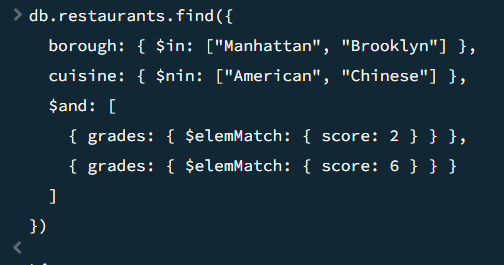 db.restaurants.find({
  borough: { $in: ["Manhattan", "Brooklyn"] },
  cuisine: { $nin: ["American", "Chinese"] },
  $and: [
    { grades: { $elemMatch: { score: 2 } } },
    { grades: { $elemMatch: { score: 6 } } }
  ]
})